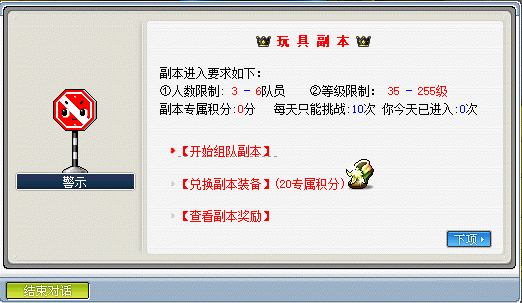 玩具副本
副本进入要求如下：
①人数限制: 3 - 6队员 ②等级限制: 35 - 255级
副本专属积分:0分 每天只能挑战:10次 你今天已进入:0次
【开始组队副本】
【兑换副本装备】(20专属积分)
【查看副本奖励】
警示
下项
结束对话